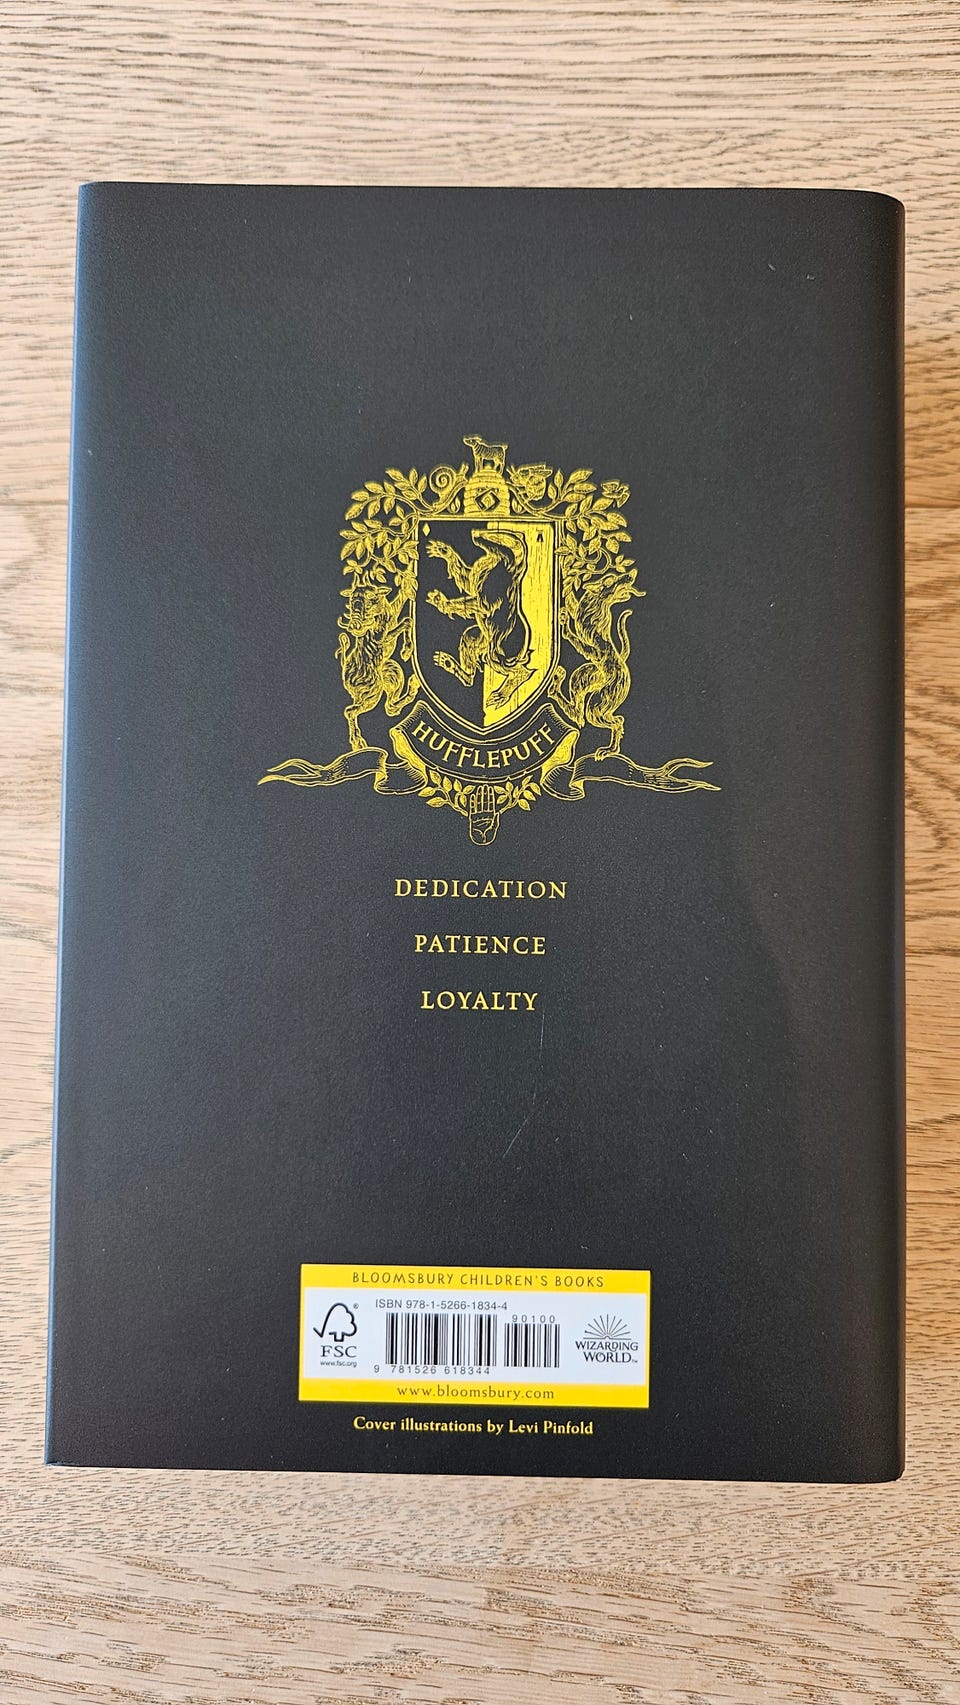 HUFFLEPUFF
DEDICATION
PATIENCE
LOYALTY
BLOOMSBURY CHILDREN'S BOOKS
ISBN 978-1-5266-1834-4
90100
FSC
®
www.fsc.org
9 781526 618344
WIZARDING
WORLD™
www.bloomsbury.com
Cover illustrations by Levi Pinfold